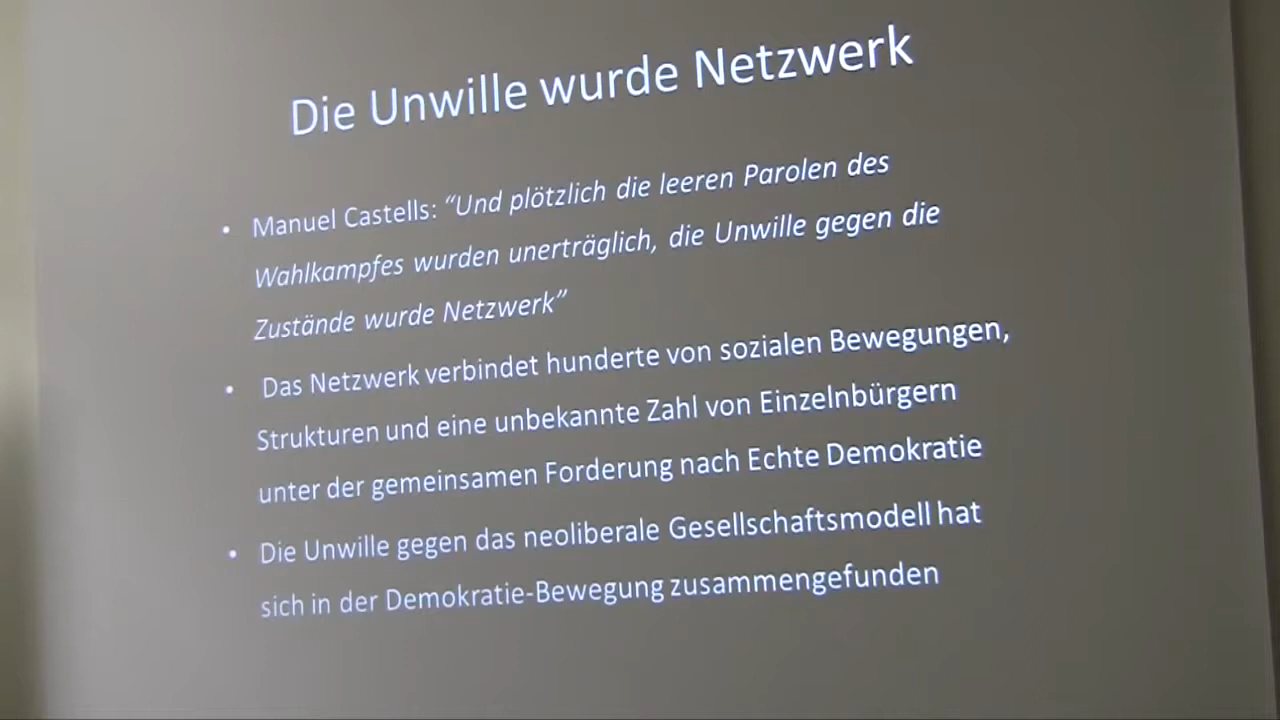 Die Unwille wurde Netzwerk
• Manuel Castells: “Und plötzlich die leeren Parolen des
Wahlkampfes wurden unerträglich, die Unwille gegen die
Zustände wurde Netzwerk”
• Das Netzwerk verbindet hunderte von sozialen Bewegungen,
Strukturen und eine unbekannte Zahl von Einzelnbürgern
unter der gemeinsamen Forderung nach Echte Demokratie
• Die Unwille gegen das neoliberale Gesellschaftsmodell hat
sich in der Demokratie-Bewegung zusammengefunden